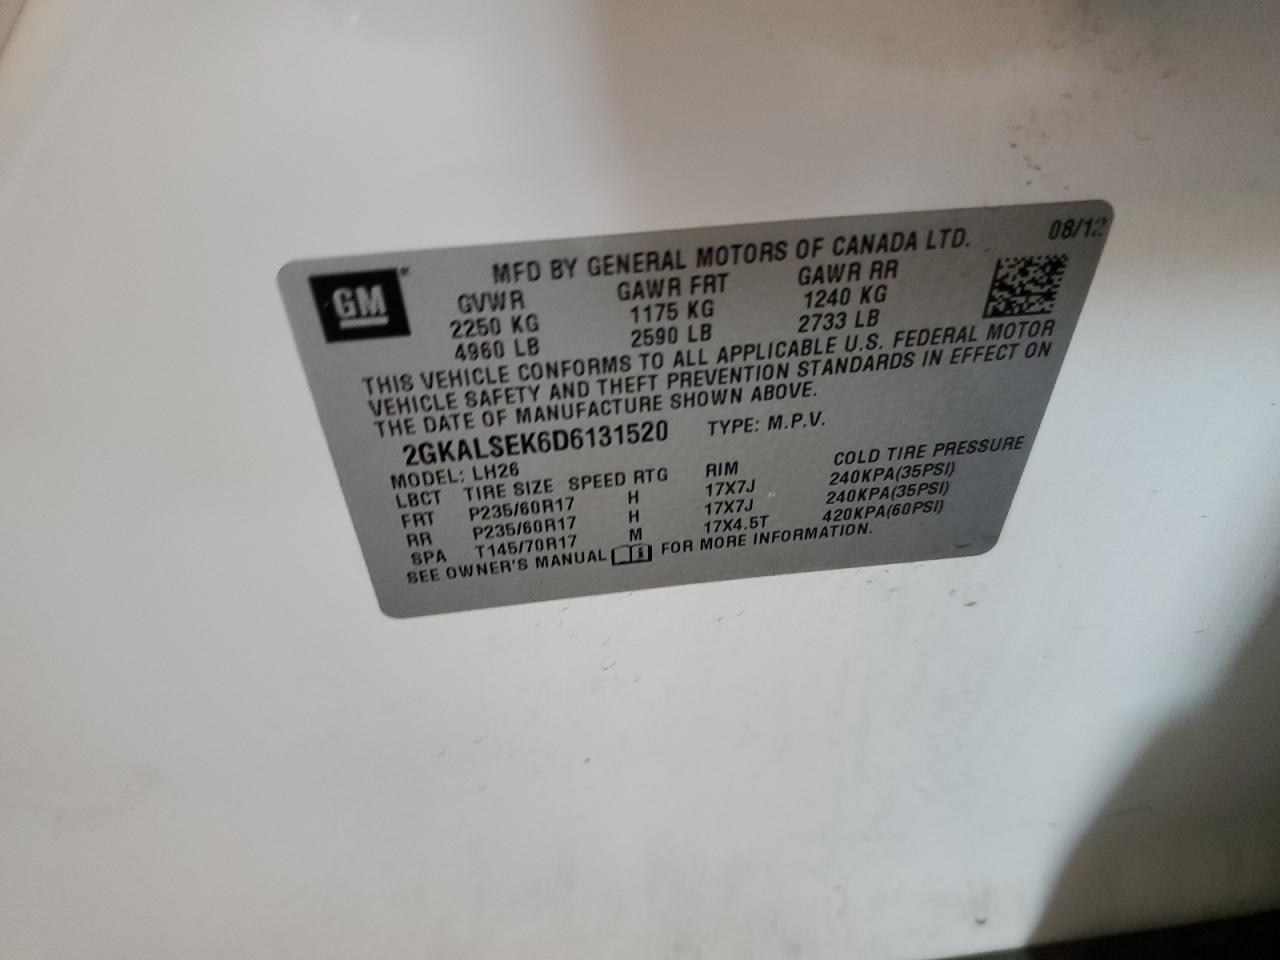 08/12
MFD BY GENERAL MOTORS OF CANADA LTD.
GM
GVWR GAWR FRT GAWR RR
2250 KG 1175 KG 1240 KG
4960 LB 2590 LB 2733 LB
THIS VEHICLE CONFORMS TO ALL APPLICABLE U.S. FEDERAL MOTOR
VEHICLE SAFETY AND THEFT PREVENTION STANDARDS IN EFFECT ON
THE DATE OF MANUFACTURE SHOWN ABOVE.
2GKALSEK6D6131520 TYPE: M.P.V.
MODEL: LH26
LBCT TIRE SIZE SPEED RTG RIM COLD TIRE PRESSURE
FRT P235/60R17 H 17X7J 240KPA(35PSI)
RR P235/60R17 H 17X7J 240KPA(35PSI)
SPA T145/70R17 M 17X4.5T 420KPA(60PSI)
SEE OWNER'S MANUAL FOR MORE INFORMATION.